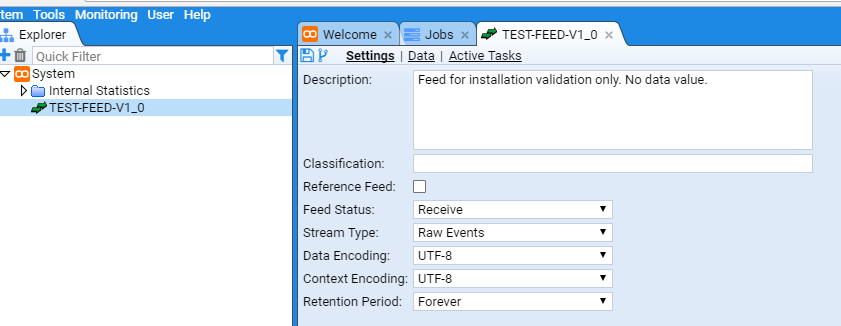 tem Tools Monitoring User Help
Explorer
Quick Filter
System
Internal Statistics
TEST-FEED-V1_0
Welcome Jobs TEST-FEED-V1_0
Settings | Data | Active Tasks
Description: Feed for installation validation only. No data value.
Classification:
Reference Feed:
Feed Status: Receive
Stream Type: Raw Events
Data Encoding: UTF-8
Context Encoding: UTF-8
Retention Period: Forever